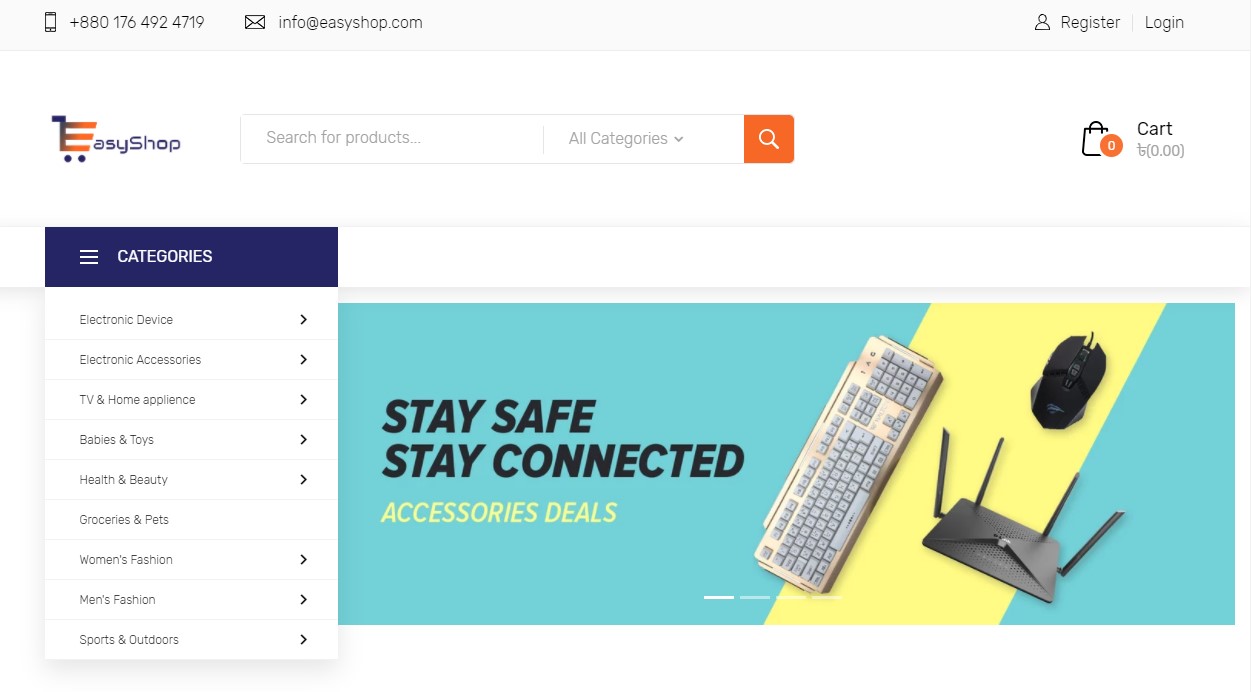 +880 176 492 4719
info@easyshop.com
Register
Login
EasyShop
Search for products...
All Categories
0
Cart
৳(0.00)
CATEGORIES
Electronic Device
Electronic Accessories
TV & Home applience
Babies & Toys
Health & Beauty
Groceries & Pets
Women's Fashion
Men's Fashion
Sports & Outdoors
STAY SAFE
STAY CONNECTED
ACCESSORIES DEALS